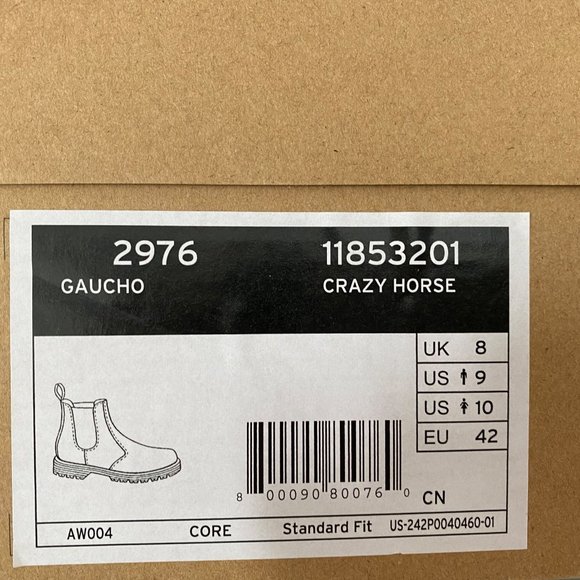 2976 11853201
GAUCHO CRAZY HORSE
UK 8
US 9
US 10
EU 42
8 00090 80076 0
CN
AW004 CORE Standard Fit US-242P0040460-01